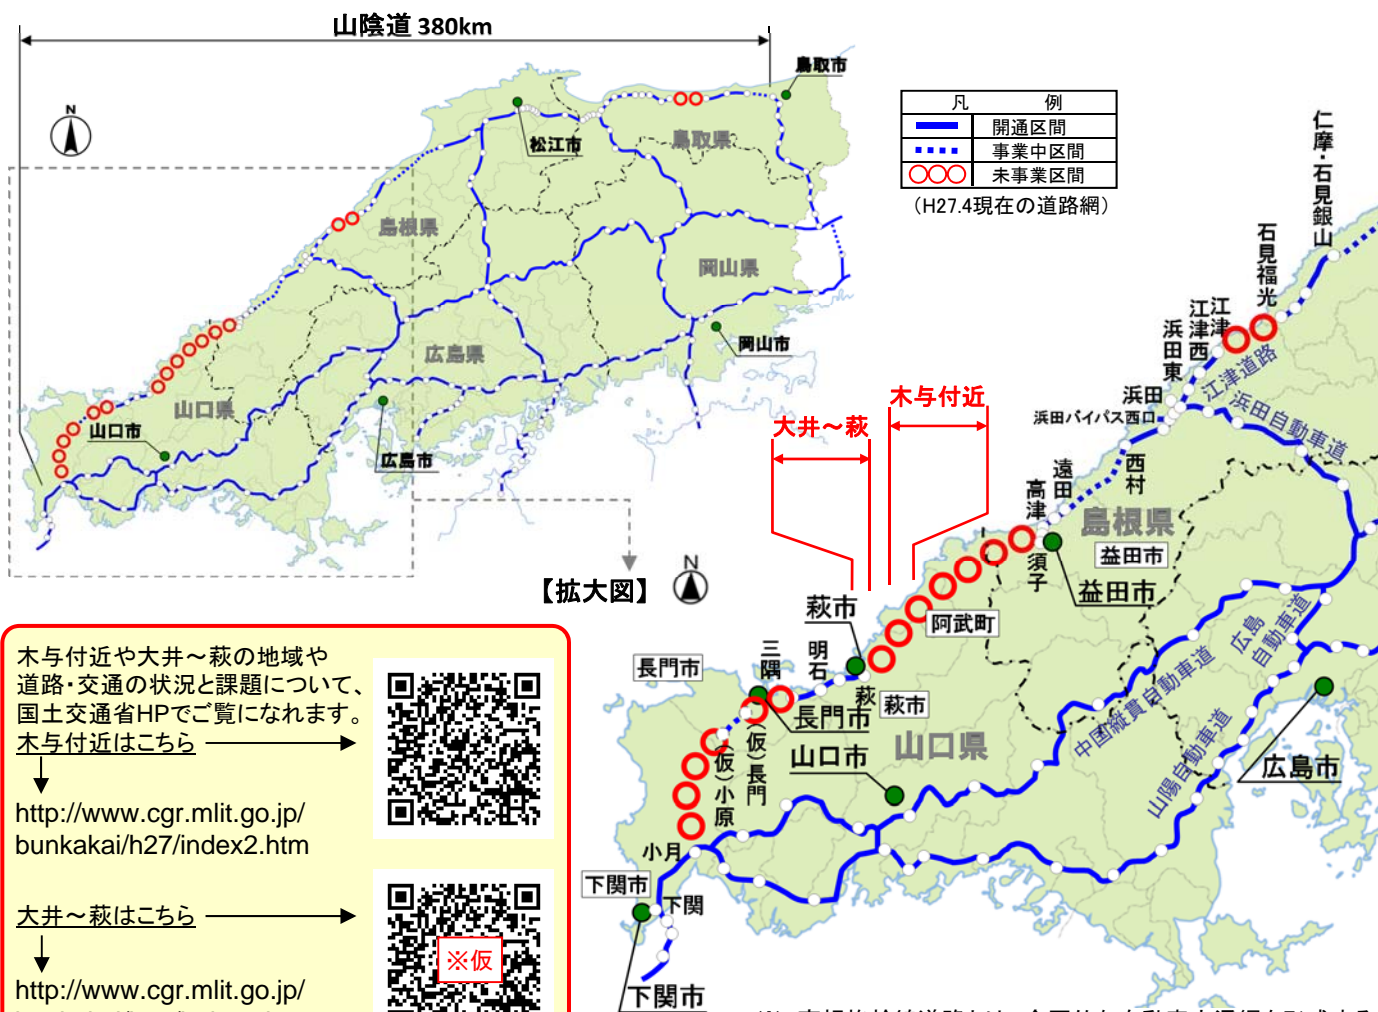 山陰道 380km
N
鳥取市
松江市
鳥取県
島根県
岡山県
岡山市
広島県
山口県
山口市
広島市
凡 例
開通区間
事業中区間
未事業区間
（H27.4現在の道路網）
仁摩・石見銀山
石見福光
江津
江津西
浜田東
浜田
浜田バイパス西口
江津道路
浜田自動車道
木与付近
大井～萩
西村
遠田
高津
須子
島根県
益田市
益田市
【拡大図】
N
萩市
阿武町
三隅
明石
長門市
萩
萩市
長門市
（仮）長門
（仮）小原
山口市
山口県
中国縦貫自動車道
広島自動車道
山陽自動車道
広島市
小月
下関市
下関
下関市
木与付近や大井～萩の地域や
道路・交通の状況と課題について、
国土交通省HPでご覧になれます。
木与付近はこちら
http://www.cgr.mlit.go.jp/
bunkakai/h27/index2.htm
大井～萩はこちら
※仮
http://www.cgr.mlit.go.jp/